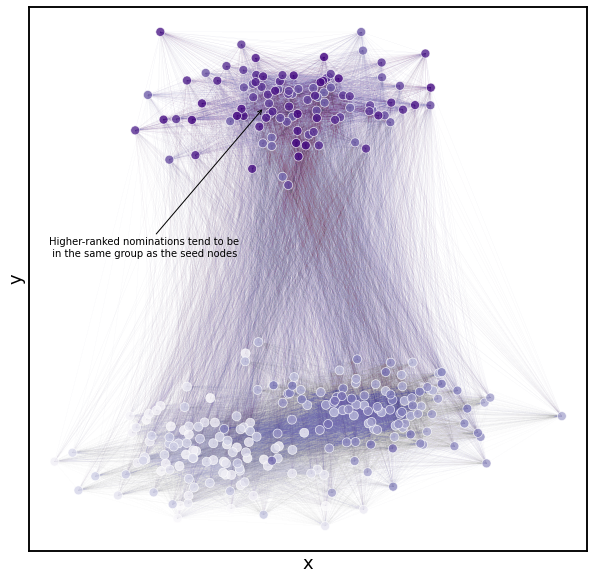 Higher-ranked nominations tend to be
in the same group as the seed nodes
y
x